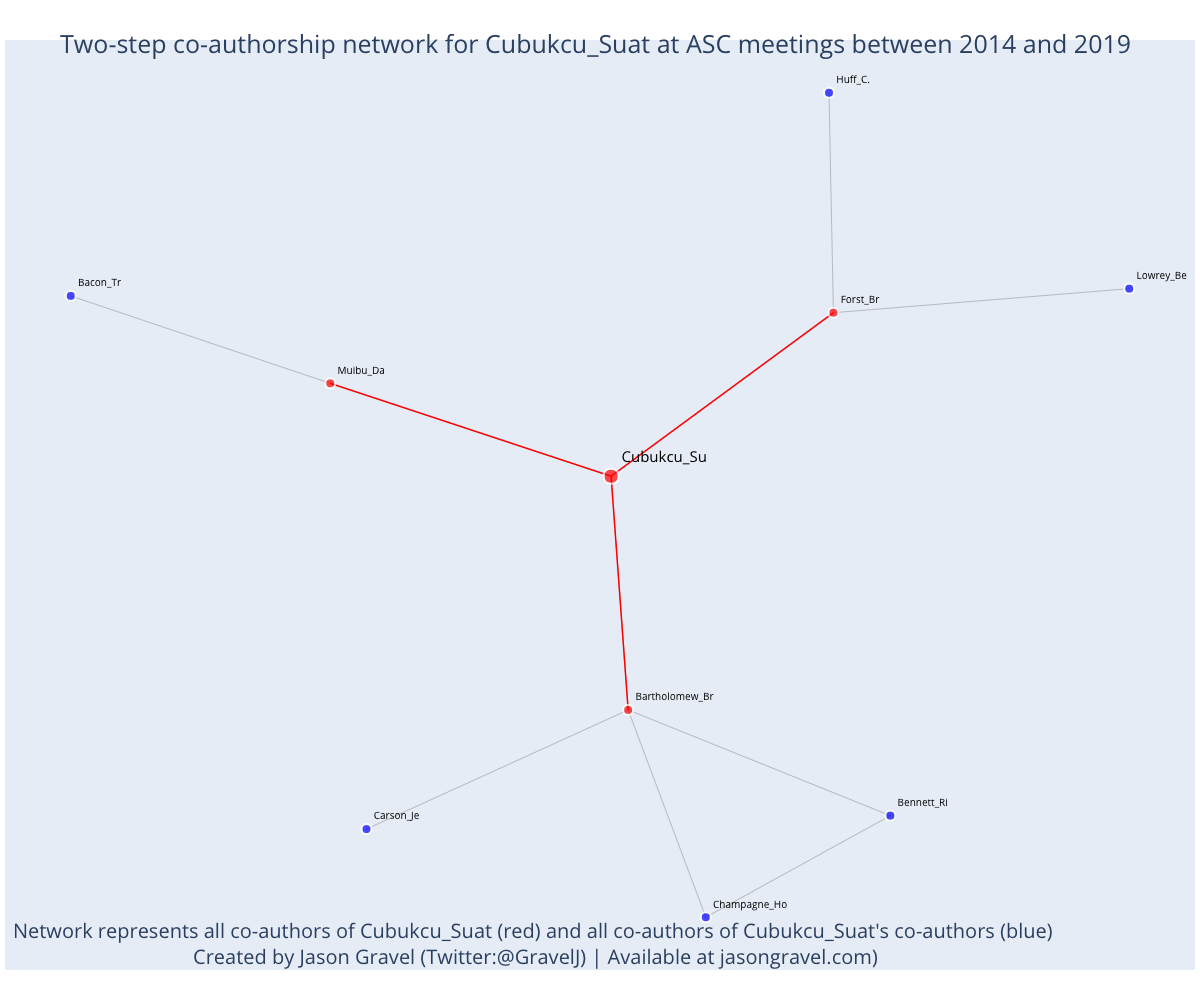 Two-step co-authorship network for Cubukcu_Suat at ASC meetings between 2014 and 2019
Huff_C.
Lowrey_Be
Bacon_Tr
Forst_Br
Muibu_Da
Cubukcu_Su
Bartholomew_Br
Bennett_Ri
Carson_Je
Champagne_Ho
Network represents all co-authors of Cubukcu_Suat (red) and all co-authors of Cubukcu_Suat's co-authors (blue)
Created by Jason Gravel (Twitter:@GravelJ) | Available at jasongravel.com)